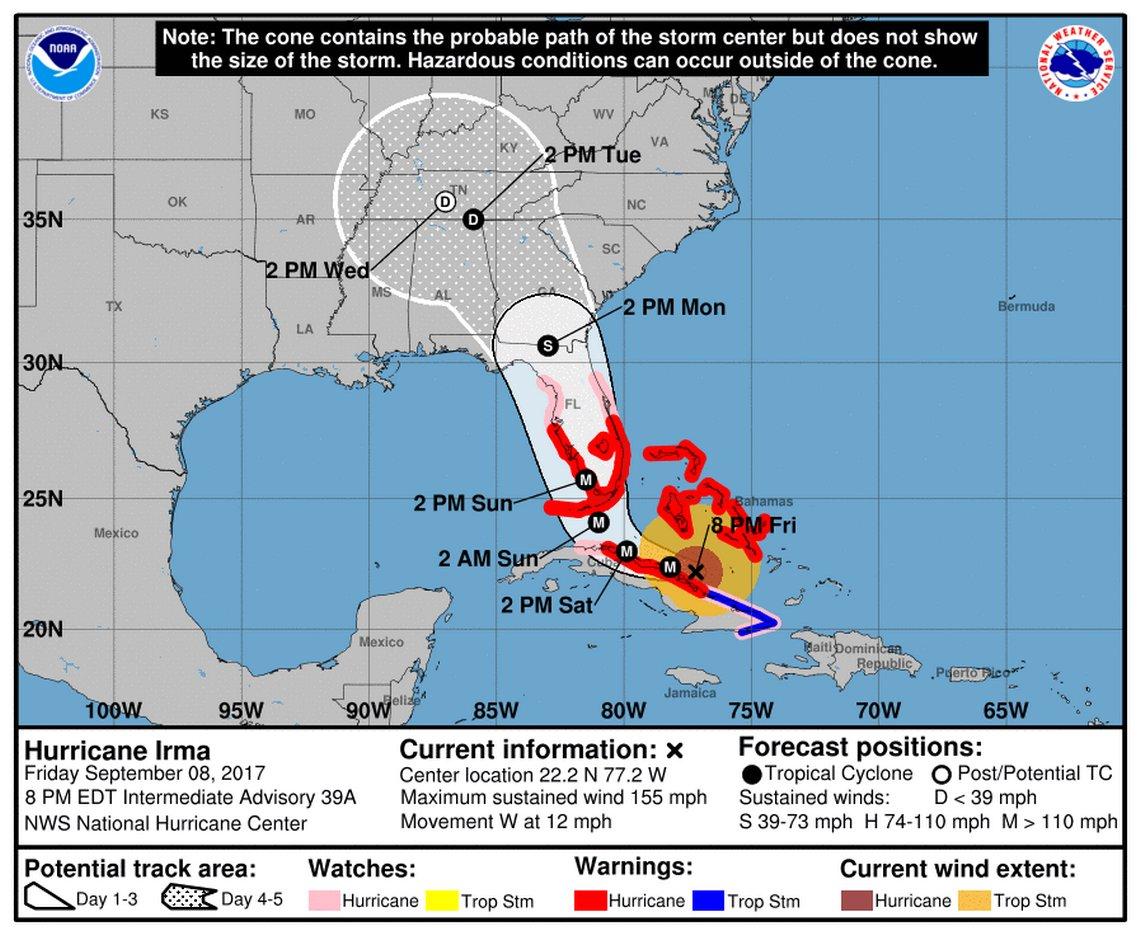 Note: The cone contains the probable path of the storm center but does not show
the size of the storm. Hazardous conditions can occur outside of the cone.
NOAA
NATIONAL WEATHER SERVICE
KS
MO
KY
WV
VA
DE
2 PM Tue
OK
AR
TN
D
D
NC
SC
35N
2 PM Wed
TX
LA
MS
AL
GA
2 PM Mon
Bermuda
S
30N
FL
25N
2 PM Sun
M
Bahamas
Mexico
M
8 PM Fri
2 AM Sun
M
M
Cuba
2 PM Sat
20N
Mexico
Haiti
Dominican
Republic
Puerto Rico
Jamaica
Belize
100W
95W
90W
85W
80W
75W
70W
65W
Hurricane Irma
Friday September 08, 2017
8 PM EDT Intermediate Advisory 39A
NWS National Hurricane Center
Current information: x
Center location 22.2 N 77.2 W
Maximum sustained wind 155 mph
Movement W at 12 mph
Forecast positions:
Tropical Cyclone Post/Potential TC
Sustained winds: D < 39 mph
S 39-73 mph H 74-110 mph M > 110 mph
Potential track area:
Day 1-3 Day 4-5
Watches:
Hurricane Trop Stm
Warnings:
Hurricane Trop Stm
Current wind extent:
Hurricane Trop Stm